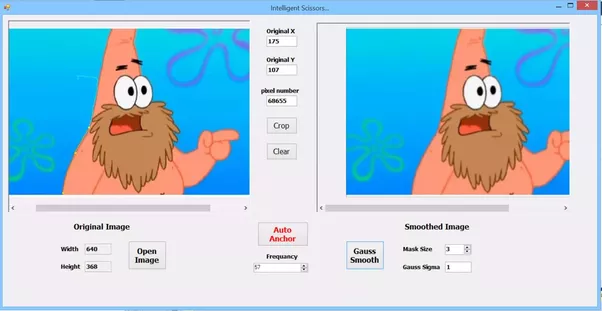 Intelligent Scissors...
Original X
175
Original Y
107
pixel number
68655
Crop
Clear
Original Image
Width 640
Height 368
Open
Image
Auto
Anchor
Frequancy
57
Smoothed Image
Gauss
Smooth
Mask Size 3
Gauss Sigma 1